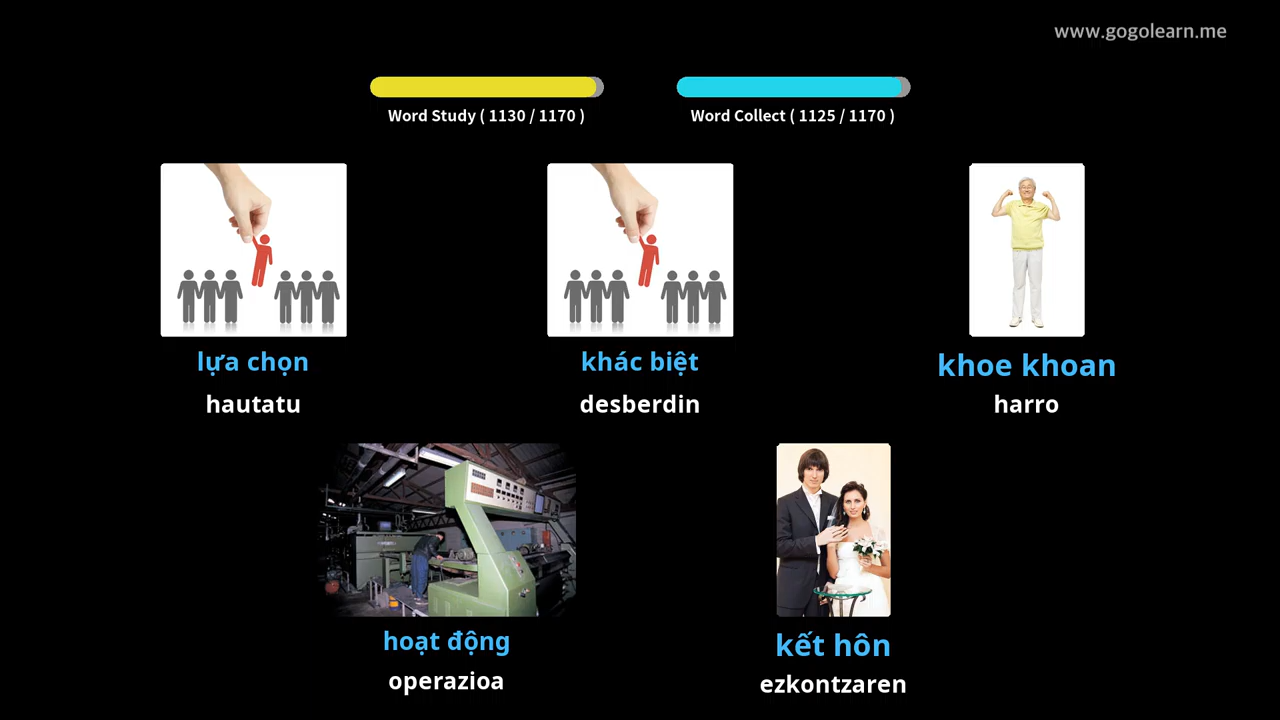 www.gogolearn.me
Word Study ( 1130 / 1170 )
Word Collect ( 1125 / 1170 )
lựa chọn
hautatu
khác biệt
desberdin
khoe khoan
harro
hoạt động
operazioa
kết hôn
ezkontzaren